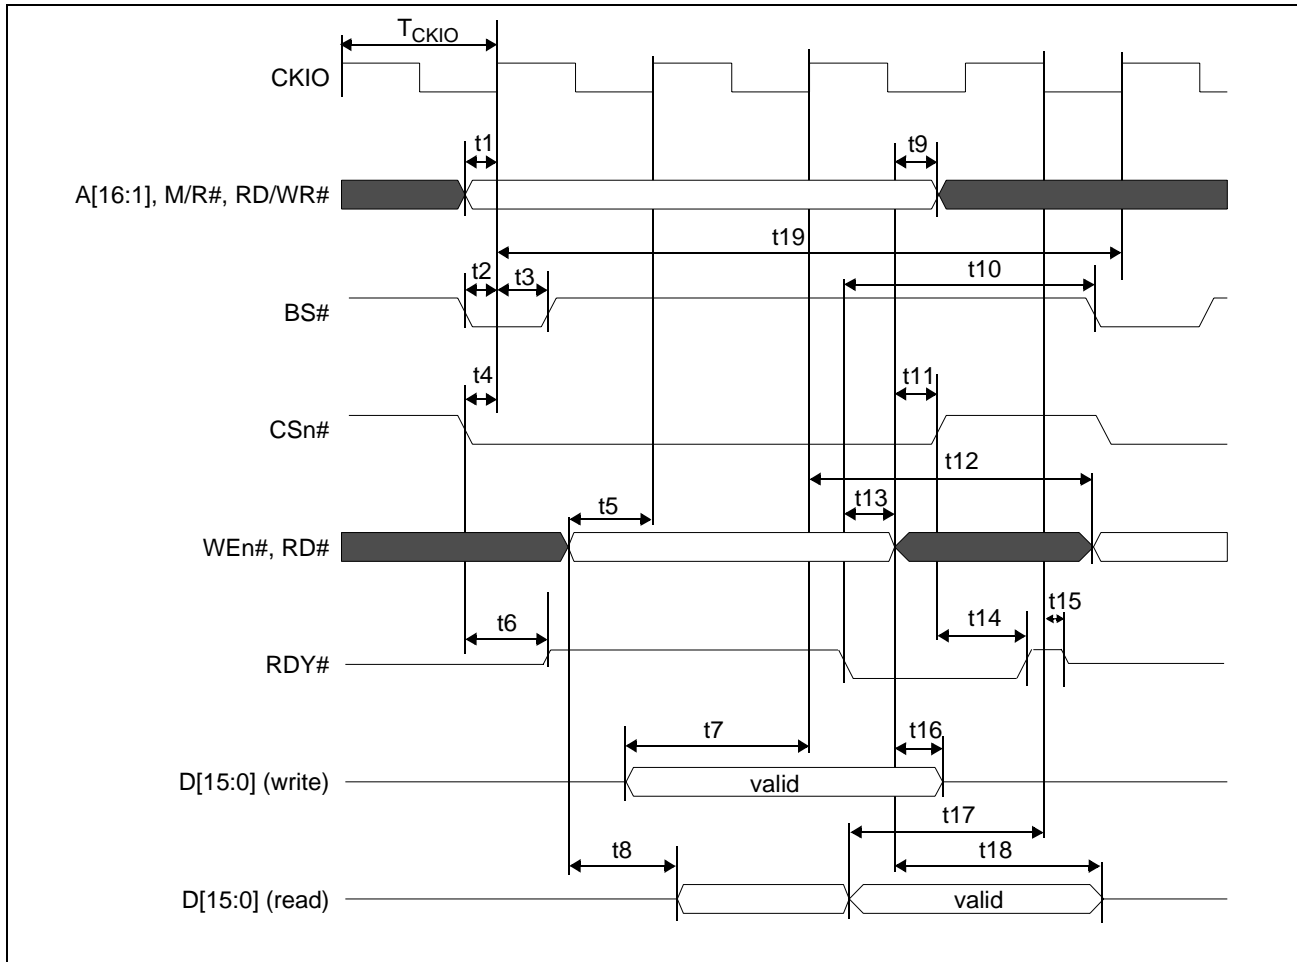 TCKIO
CKIO
t1
t9
A[16:1], M/R#, RD/WR#
t19
t2
t3
t10
BS#
t4
t11
CSn#
t12
t5
t13
WEn#, RD#
t6
t14
t15
RDY#
t7
t16
D[15:0] (write)
valid
t17
t8
t18
D[15:0] (read)
valid